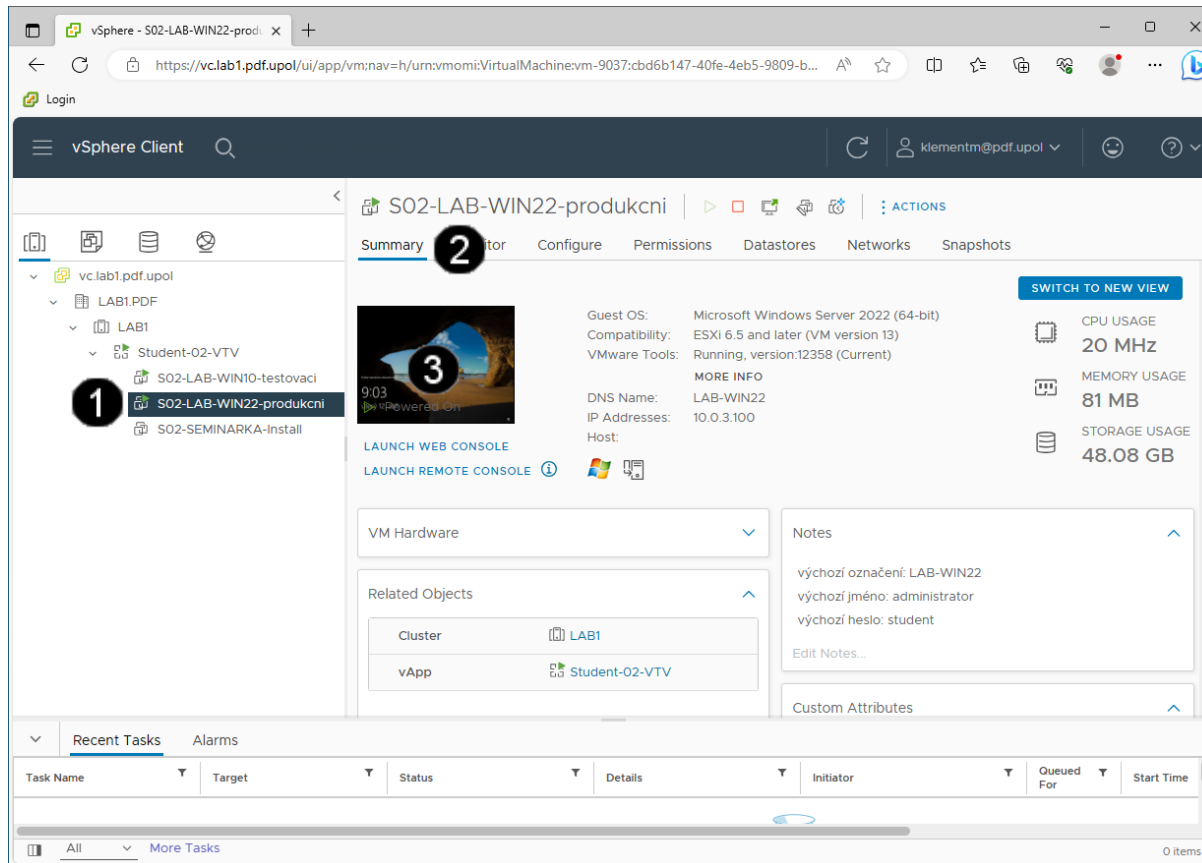 vSphere - S02-LAB-WIN22-produ
https://vc.lab1.pdf.upol/ui/app/vm;nav=h/urn:vmomi:VirtualMachine:vm-9037:cbd6b147-40fe-4eb5-9809-b...
Login
vSphere Client
klementm@pdf.upol
S02-LAB-WIN22-produkcni
ACTIONS
Summary
2
itor
Configure
Permissions
Datastores
Networks
Snapshots
vc.lab1.pdf.upol
LAB1.PDF
LAB1
Student-02-VTV
S02-LAB-WIN10-testovaci
1
S02-LAB-WIN22-produkcni
S02-SEMINARKA-Install
SWITCH TO NEW VIEW
3
9:03
Powered On
LAUNCH WEB CONSOLE
LAUNCH REMOTE CONSOLE
Guest OS: Microsoft Windows Server 2022 (64-bit)
Compatibility: ESXi 6.5 and later (VM version 13)
VMware Tools: Running, version:12358 (Current)
MORE INFO
DNS Name: LAB-WIN22
IP Addresses: 10.0.3.100
Host:
CPU USAGE
20 MHz
MEMORY USAGE
81 MB
STORAGE USAGE
48.08 GB
VM Hardware
Related Objects
Cluster LAB1
vApp Student-02-VTV
Notes
výchozí označení: LAB-WIN22
výchozí jméno: administrator
výchozí heslo: student
Edit Notes...
Custom Attributes
Recent Tasks
Alarms
Task Name
Target
Status
Details
Initiator
Queued
For
Start Time
All
More Tasks
0 items